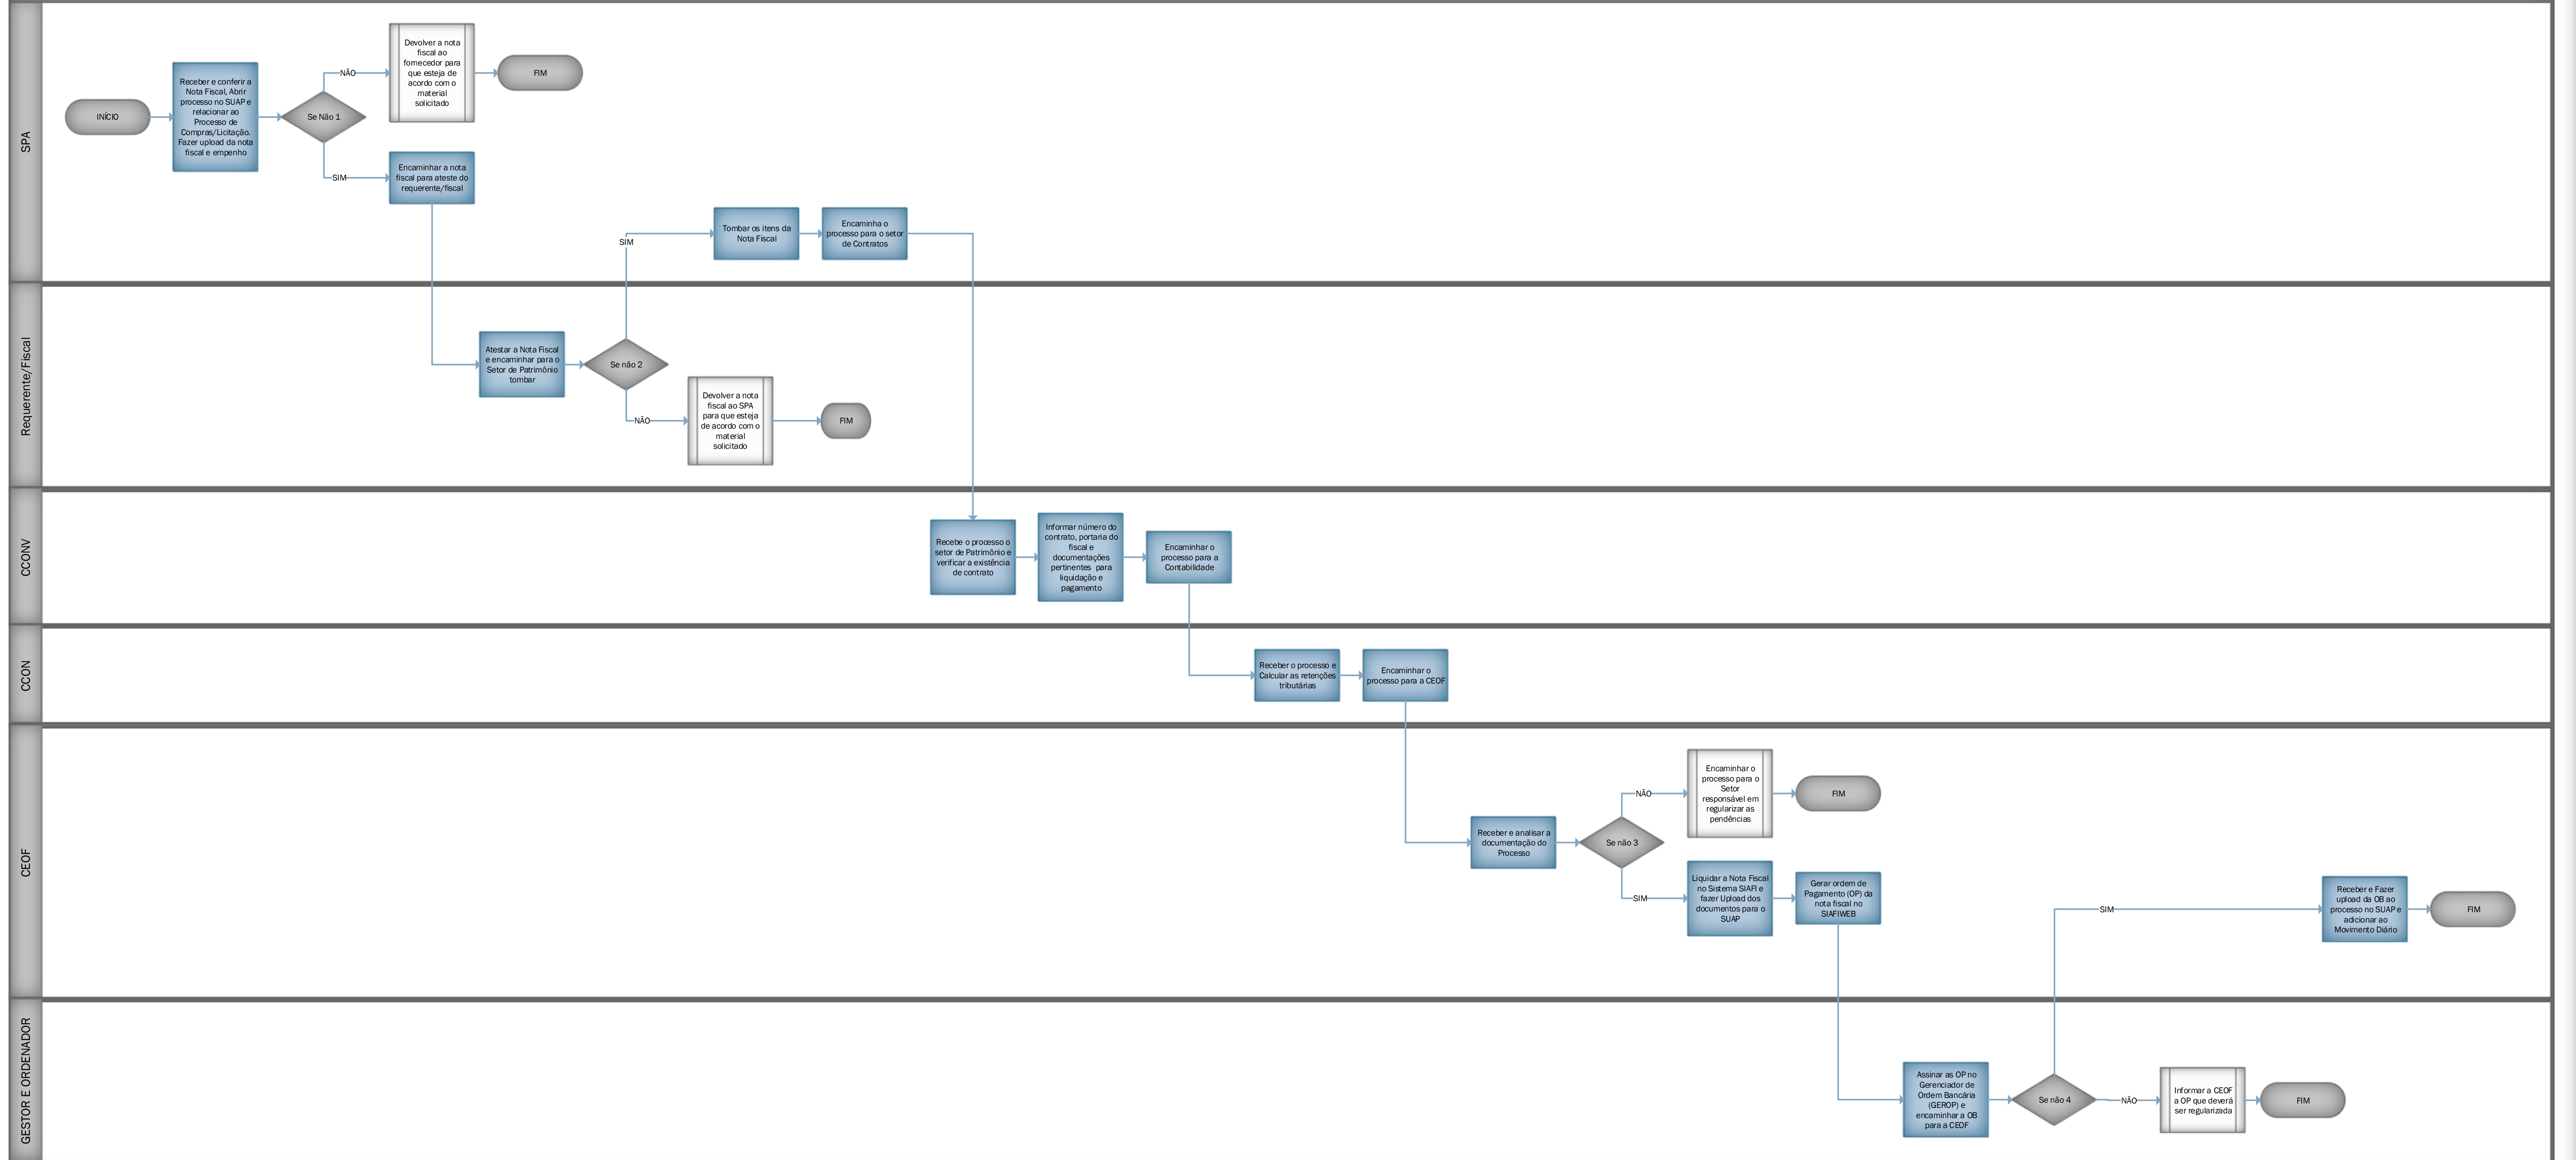 SPA
INÍCIO
Receber e conferir a
Nota Fiscal, Abrir
processo no SUAP e
relacionar ao
Processo de
Compras/Licitação.
Fazer upload da nota
fiscal e empenho
Se Não 1
NÃO
Devolver a nota
fiscal ao
fornecedor para
que esteja de
acordo com o
material
solicitado
FIM
SIM
Encaminhar a nota
fiscal para ateste do
requerente/fiscal
SIM
Tombar os itens da
Nota Fiscal
Encaminha o
processo para o setor
de Contratos
Requerente/Fiscal
Atestar a Nota Fiscal
e encaminhar para o
Setor de Patrimônio
tombar
Se não 2
NÃO
Devolver a nota
fiscal ao SPA
para que esteja
de acordo com o
material
solicitado
FIM
CCONV
Recebe o processo o
setor de Patrimônio e
verificar a existência
de contrato
Informar número do
contrato, portaria do
fiscal e
documentações
pertinentes para
liquidação e
pagamento
Encaminhar o
processo para a
Contabilidade
CCON
Receber o processo e
Calcular as retenções
tributárias
Encaminhar o
processo para a CEOF
CEOF
Receber e analisar a
documentação do
Processo
Se não 3
NÃO
Encaminhar o
processo para o
Setor
responsável em
regularizar as
pendências
FIM
SIM
Liquidar a Nota Fiscal
no Sistema SIAFI e
fazer Upload dos
documentos para o
SUAP
Gerar ordem de
Pagamento (OP) da
nota fiscal no
SIAFIWEB
SIM
Receber e Fazer
upload da OB ao
processo no SUAP e
adicionar ao
Movimento Diário
FIM
GESTOR E ORDENADOR
Assinar as OP no
Gerenciador de
Ordem Bancária
(GEROP) e
encaminhar a OB
para a CEOF
Se não 4
NÃO
Informar a CEOF
a OP que deverá
ser regularizada
FIM